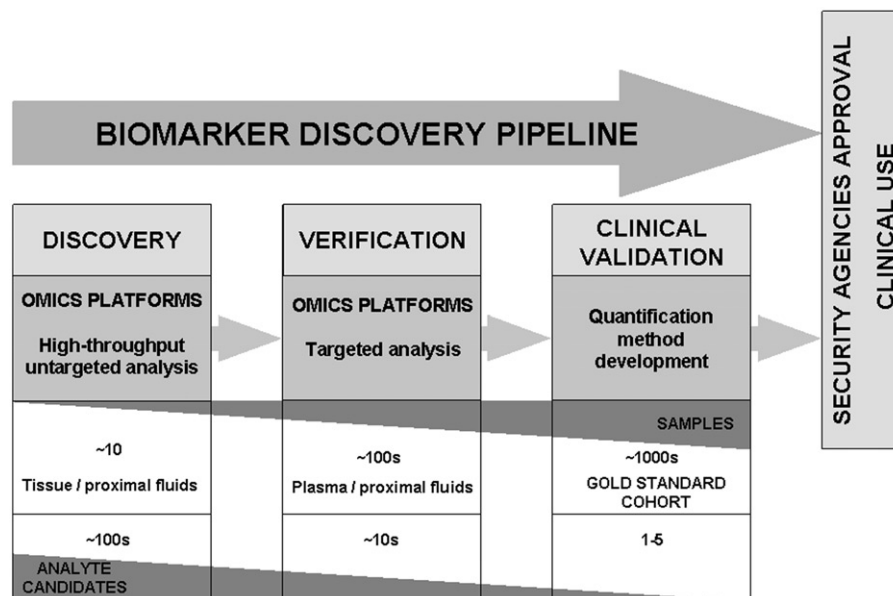 BIOMARKER DISCOVERY PIPELINE
SECURITY AGENCIES APPROVAL
CLINICAL USE
DISCOVERY
OMICS PLATFORMS
High-throughput
untargeted analysis
VERIFICATION
OMICS PLATFORMS
Targeted analysis
CLINICAL
VALIDATION
Quantification
method
development
SAMPLES
~10
Tissue / proximal fluids
~100s
Plasma / proximal fluids
~1000s
GOLD STANDARD
COHORT
~100s
~10s
1-5
ANALYTE
CANDIDATES